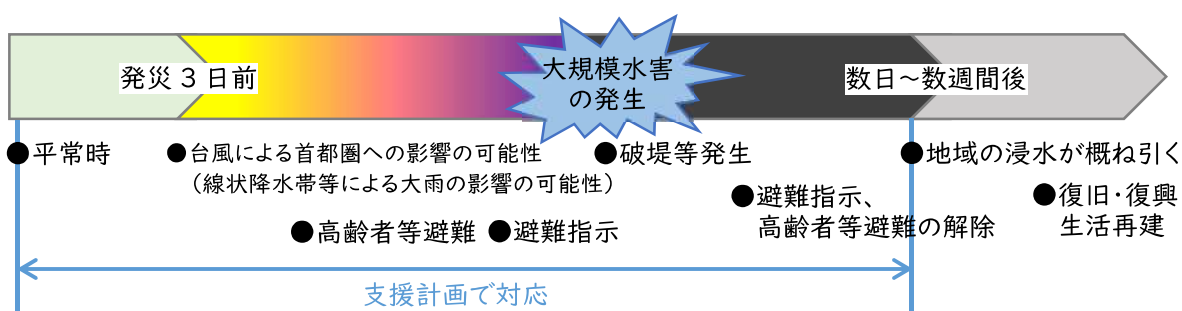 発災3日前
大規模水害
の発生
数日～数週間後
●平常時
●台風による首都圏への影響の可能性
（線状降水帯等による大雨の影響の可能性）
●高齢者等避難
●避難指示
●破堤等発生
●避難指示、
高齢者等避難の解除
●地域の浸水が概ね引く
●復旧・復興
生活再建
支援計画で対応